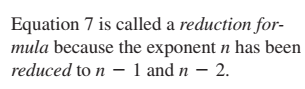 Equation 7 is called a reduction for-
mula because the exponent n has been
reduced to n − 1 and n − 2.